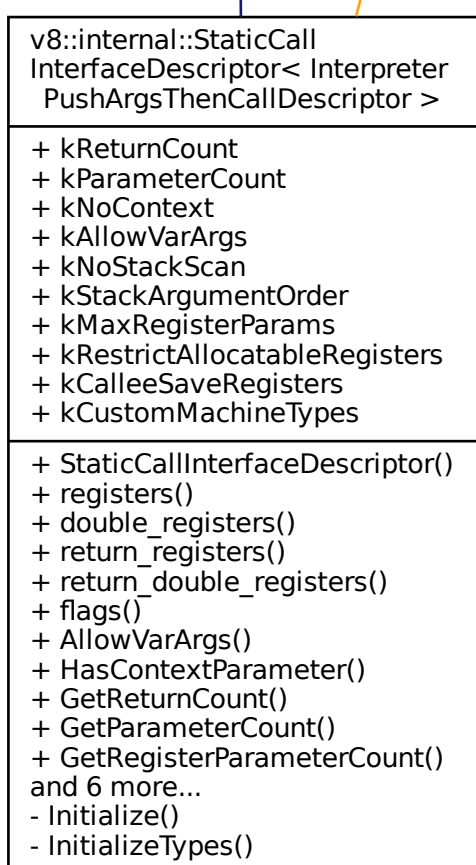 v8::internal::StaticCall
InterfaceDescriptor< Interpreter
PushArgsThenCallDescriptor >
+ kReturnCount
+ kParameterCount
+ kNoContext
+ kAllowVarArgs
+ kNoStackScan
+ kStackArgumentOrder
+ kMaxRegisterParams
+ kRestrictAllocatableRegisters
+ kCalleeSaveRegisters
+ kCustomMachineTypes
+ StaticCallInterfaceDescriptor()
+ registers()
+ double_registers()
+ return_registers()
+ return_double_registers()
+ flags()
+ AllowVarArgs()
+ HasContextParameter()
+ GetReturnCount()
+ GetParameterCount()
+ GetRegisterParameterCount()
and 6 more...
- Initialize()
- InitializeTypes()